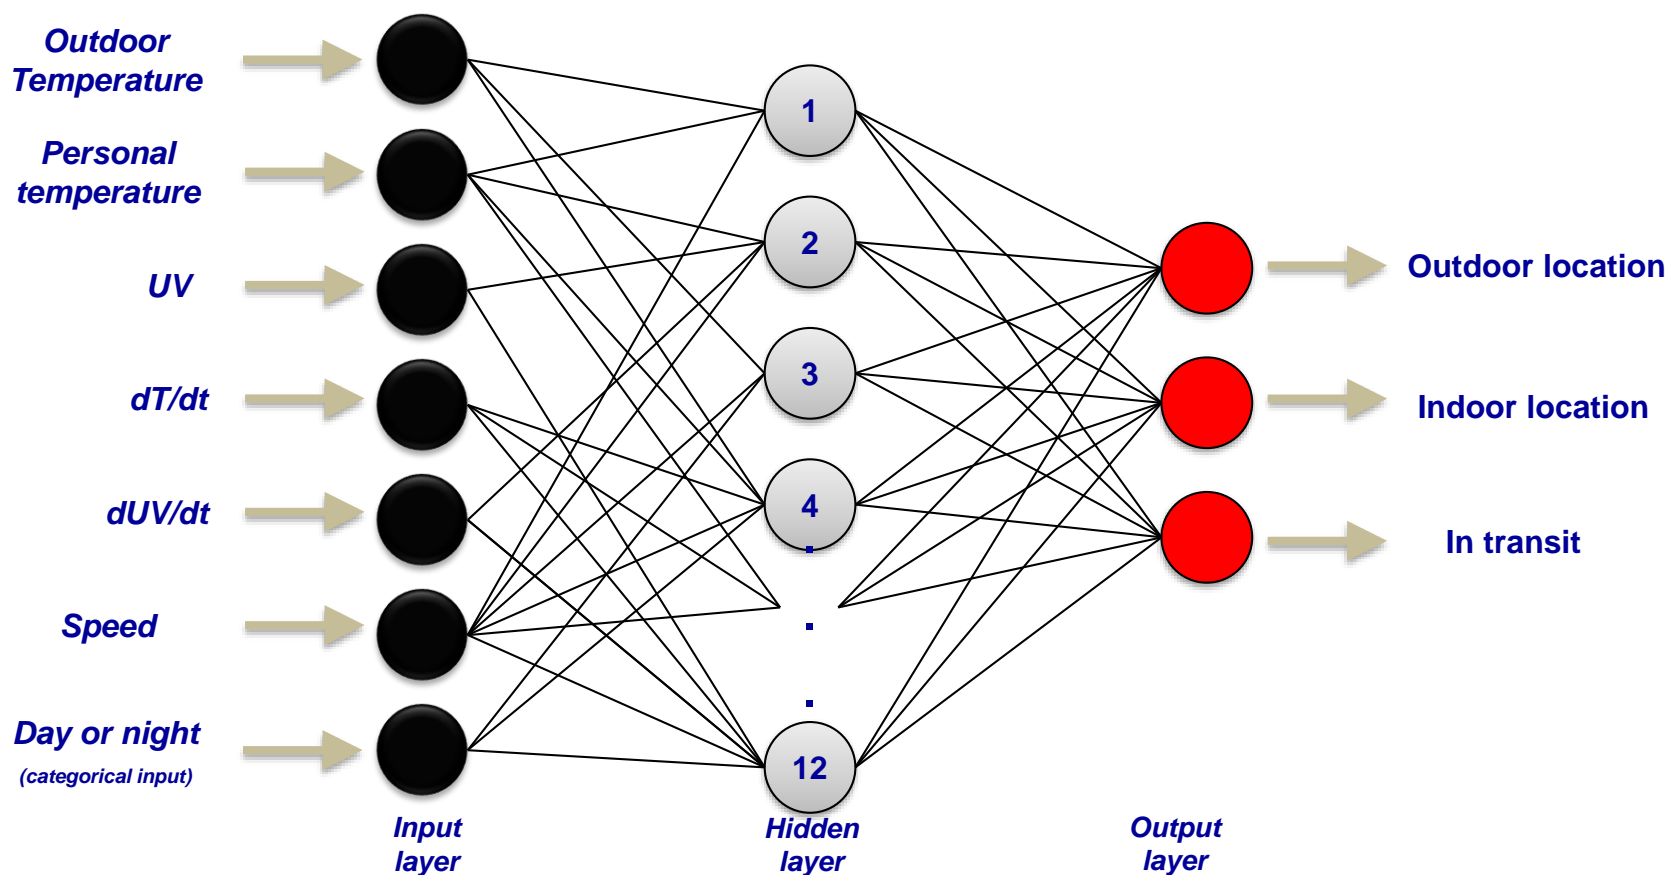 Outdoor
Temperature
Personal
temperature
UV
dT/dt
dUV/dt
Speed
Day or night
(categorical input)
1
2
3
4
.
.
.
12
Outdoor location
Indoor location
In transit
Input
layer
Hidden
layer
Output
layer